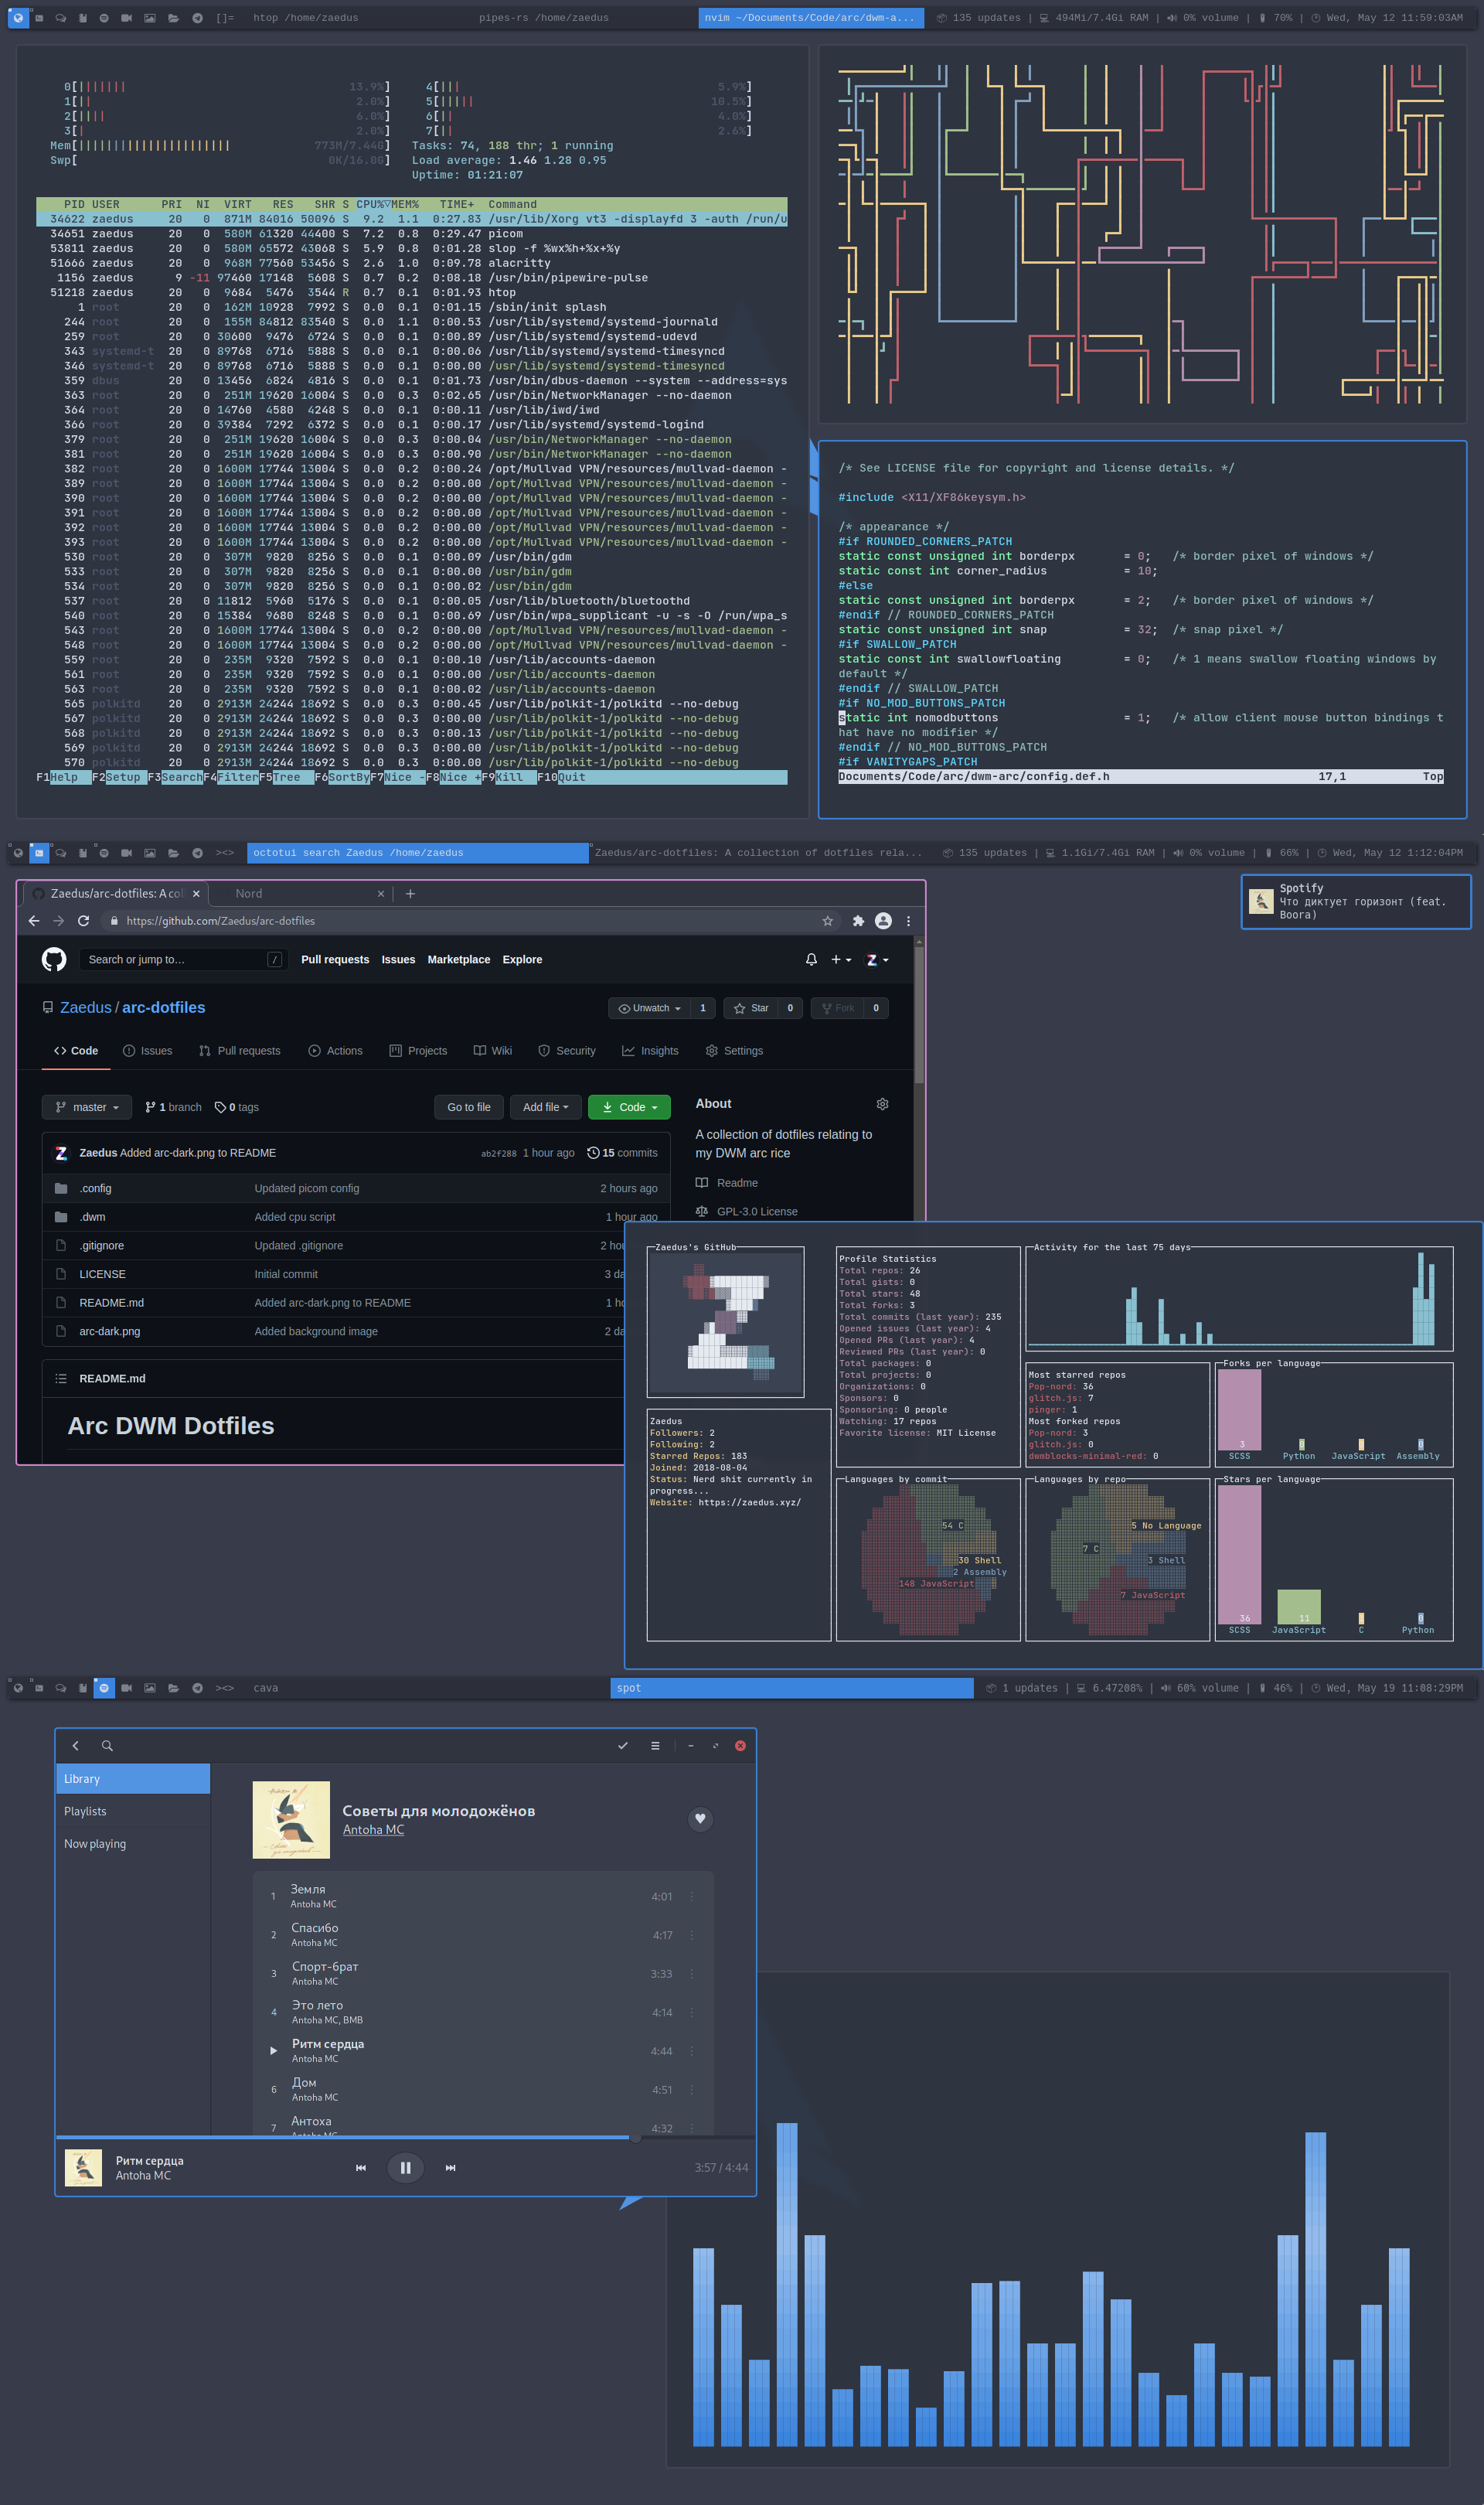 []= htop /home/zaedus pipes-rs /home/zaedus nvim ~/Documents/Code/arc/dwm-a... 135 updates | 494Mi/7.4Gi RAM | 0% volume | 70% | Wed, May 12 11:59:03AM
0[||||||| 13.9%] 4[||| 5.9%]
1[|| 2.0%] 5[||||| 10.5%]
2[|||| 6.0%] 6[|| 4.0%]
3[| 2.0%] 7[|| 2.6%]
Mem[|||||||||||||||||||||| 773M/7.44G] Tasks: 74, 188 thr; 1 running
Swp[ 0K/16.0G] Load average: 1.46 1.28 0.95
Uptime: 01:21:07
PID USER PRI NI VIRT RES SHR S CPU%▽MEM% TIME+ Command
34622 zaedus 20 0 871M 84016 50096 S 9.2 1.1 0:27.83 /usr/lib/Xorg vt3 -displayfd 3 -auth /run/u
34651 zaedus 20 0 580M 61320 44400 S 7.2 0.8 0:29.47 picom
53811 zaedus 20 0 580M 65572 43068 S 5.9 0.8 0:01.28 slop -f %wx%h+%x+%y
51666 zaedus 20 0 968M 77560 53456 S 2.6 1.0 0:09.78 alacritty
1156 zaedus 9 -11 97460 17148 5608 S 0.7 0.2 0:08.18 /usr/bin/pipewire-pulse
51218 zaedus 20 0 9684 5476 3544 R 0.7 0.1 0:01.93 htop
1 root 20 0 162M 10928 7992 S 0.0 0.1 0:01.15 /sbin/init splash
244 root 20 0 155M 84812 83540 S 0.0 1.1 0:00.53 /usr/lib/systemd/systemd-journald
259 root 20 0 30600 9476 6724 S 0.0 0.1 0:00.89 /usr/lib/systemd/systemd-udevd
343 systemd-t 20 0 89768 6716 5888 S 0.0 0.1 0:00.06 /usr/lib/systemd/systemd-timesyncd
346 systemd-t 20 0 89768 6716 5888 S 0.0 0.1 0:00.00 /usr/lib/systemd/systemd-timesyncd
359 dbus 20 0 13456 6824 4816 S 0.0 0.1 0:01.73 /usr/bin/dbus-daemon --system --address=sys
363 root 20 0 251M 19620 16004 S 0.0 0.3 0:02.65 /usr/bin/NetworkManager --no-daemon
364 root 20 0 14760 4580 4248 S 0.0 0.1 0:00.11 /usr/lib/iwd/iwd
366 root 20 0 39384 7292 6372 S 0.0 0.1 0:00.17 /usr/lib/systemd/systemd-logind
379 root 20 0 251M 19620 16004 S 0.0 0.3 0:00.04 /usr/bin/NetworkManager --no-daemon
381 root 20 0 251M 19620 16004 S 0.0 0.3 0:00.90 /usr/bin/NetworkManager --no-daemon
382 root 20 0 1600M 17744 13004 S 0.0 0.2 0:00.24 /opt/Mullvad VPN/resources/mullvad-daemon -
389 root 20 0 1600M 17744 13004 S 0.0 0.2 0:00.00 /opt/Mullvad VPN/resources/mullvad-daemon -
390 root 20 0 1600M 17744 13004 S 0.0 0.2 0:00.00 /opt/Mullvad VPN/resources/mullvad-daemon -
391 root 20 0 1600M 17744 13004 S 0.0 0.2 0:00.00 /opt/Mullvad VPN/resources/mullvad-daemon -
392 root 20 0 1600M 17744 13004 S 0.0 0.2 0:00.00 /opt/Mullvad VPN/resources/mullvad-daemon -
393 root 20 0 1600M 17744 13004 S 0.0 0.2 0:00.00 /opt/Mullvad VPN/resources/mullvad-daemon -
530 root 20 0 307M 9820 8256 S 0.0 0.1 0:00.09 /usr/bin/gdm
533 root 20 0 307M 9820 8256 S 0.0 0.1 0:00.00 /usr/bin/gdm
534 root 20 0 307M 9820 8256 S 0.0 0.1 0:00.02 /usr/bin/gdm
537 root 20 0 11812 5960 5176 S 0.0 0.1 0:00.05 /usr/lib/bluetooth/bluetoothd
540 root 20 0 15384 9680 8248 S 0.0 0.1 0:00.69 /usr/bin/wpa_supplicant -u -s -O /run/wpa_s
543 root 20 0 1600M 17744 13004 S 0.0 0.2 0:00.00 /opt/Mullvad VPN/resources/mullvad-daemon -
548 root 20 0 1600M 17744 13004 S 0.0 0.2 0:00.00 /opt/Mullvad VPN/resources/mullvad-daemon -
559 root 20 0 235M 9320 7592 S 0.0 0.1 0:00.10 /usr/lib/accounts-daemon
561 root 20 0 235M 9320 7592 S 0.0 0.1 0:00.00 /usr/lib/accounts-daemon
563 root 20 0 235M 9320 7592 S 0.0 0.1 0:00.02 /usr/lib/accounts-daemon
565 polkitd 20 0 2913M 24244 18692 S 0.0 0.3 0:00.45 /usr/lib/polkit-1/polkitd --no-debug
567 polkitd 20 0 2913M 24244 18692 S 0.0 0.3 0:00.00 /usr/lib/polkit-1/polkitd --no-debug
568 polkitd 20 0 2913M 24244 18692 S 0.0 0.3 0:00.13 /usr/lib/polkit-1/polkitd --no-debug
569 polkitd 20 0 2913M 24244 18692 S 0.0 0.3 0:00.00 /usr/lib/polkit-1/polkitd --no-debug
570 polkitd 20 0 2913M 24244 18692 S 0.0 0.3 0:00.00 /usr/lib/polkit-1/polkitd --no-debug
F1Help F2Setup F3SearchF4FilterF5Tree F6SortByF7Nice -F8Nice +F9Kill F10Quit
/* See LICENSE file for copyright and license details. */
#include <X11/XF86keysym.h>
/* appearance */
#if ROUNDED_CORNERS_PATCH
static const unsigned int borderpx = 0; /* border pixel of windows */
static const int corner_radius = 10;
#else
static const unsigned int borderpx = 2; /* border pixel of windows */
#endif // ROUNDED_CORNERS_PATCH
static const unsigned int snap = 32; /* snap pixel */
#if SWALLOW_PATCH
static const int swallowfloating = 0; /* 1 means swallow floating windows by
default */
#endif // SWALLOW_PATCH
#if NO_MOD_BUTTONS_PATCH
static int nomodbuttons = 1; /* allow client mouse button bindings t
hat have no modifier */
#endif // NO_MOD_BUTTONS_PATCH
#if VANITYGAPS_PATCH
Documents/Code/arc/dwm-arc/config.def.h 17,1 Top
><> octotui search Zaedus /home/zaedus Zaedus/arc-dotfiles: A collection of dotfiles rela... 135 updates | 1.1Gi/7.4Gi RAM | 0% volume | 66% | Wed, May 12 1:12:04PM
Spotify
Что диктует горизонт (feat.
Boora)
Zaedus/arc-dotfiles: A col × Nord × +
https://github.com/Zaedus/arc-dotfiles
Search or jump to… / Pull requests Issues Marketplace Explore
Zaedus / arc-dotfiles Unwatch 1 Star 0 Fork 0
Code Issues Pull requests Actions Projects Wiki Security Insights Settings
master 1 branch 0 tags Go to file Add file Code About
A collection of dotfiles relating to
my DWM arc rice
Zaedus Added arc-dark.png to README ab2f288 1 hour ago 15 commits
Readme
.config Updated picom config 2 hours ago
GPL-3.0 License
.dwm Added cpu script 1 hour ago
.gitignore Updated .gitignore 2 hou
LICENSE Initial commit 3 da
README.md Added arc-dark.png to README 1 ho
arc-dark.png Added background image 2 da
README.md
Arc DWM Dotfiles
Zaedus's GitHub
Zaedus
Followers: 2
Following: 2
Starred Repos: 183
Joined: 2018-08-04
Status: Nerd shit currently in
progress...
Website: https://zaedus.xyz/
Profile Statistics
Total repos: 26
Total gists: 0
Total stars: 48
Total forks: 3
Total commits (last year): 235
Opened issues (last year): 4
Opened PRs (last year): 4
Reviewed PRs (last year): 0
Total packages: 0
Total projects: 0
Organizations: 0
Sponsors: 0
Sponsoring: 0 people
Watching: 17 repos
Favorite license: MIT License
Activity for the last 75 days
Most starred repos
Pop-nord: 36
glitch.js: 7
pinger: 1
Most forked repos
Pop-nord: 3
glitch.js: 0
dwmblocks-minimal-red: 0
Forks per language
3 0 0
SCSS Python JavaScript Assembly
Languages by commit
54 C
30 Shell
2 Assembly
148 JavaScript
Languages by repo
5 No Language
7 C
3 Shell
7 JavaScript
Stars per language
36 11 0
SCSS JavaScript C Python
><> cava spot 1 updates | 6.47208% | 60% volume | 46% | Wed, May 19 11:08:29PM
Library
Playlists
Now playing
Советы для молодожёнов
Antoha MC
1 Земля 4:01
Antoha MC
2 Спасибо 4:17
Antoha MC
3 Спорт-брат 3:33
Antoha MC
4 Это лето 4:14
Antoha MC, BMB
Ритм сердца 4:44
Antoha MC
6 Дом 4:51
Antoha MC
7 Антоха 4:32
Antoha MC
Ритм сердца
Antoha MC
3:57 / 4:44